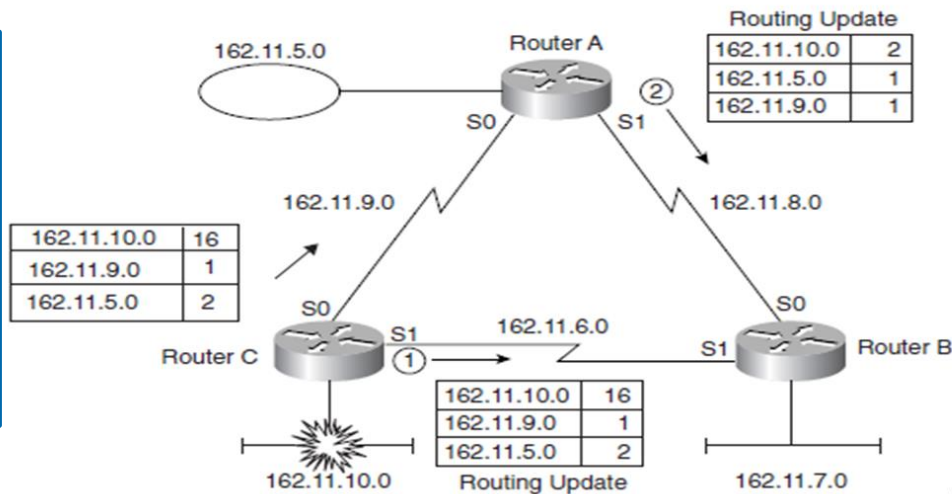 Routing Update
162.11.10.0 2
162.11.5.0 1
162.11.9.0 1
Router A
162.11.5.0
2
S0
S1
162.11.9.0
162.11.8.0
162.11.10.0 16
162.11.9.0 1
162.11.5.0 2
S0
S0
Router C
S1
1
162.11.6.0
S1
Router B
162.11.10.0 16
162.11.9.0 1
162.11.5.0 2
Routing Update
162.11.10.0
162.11.7.0